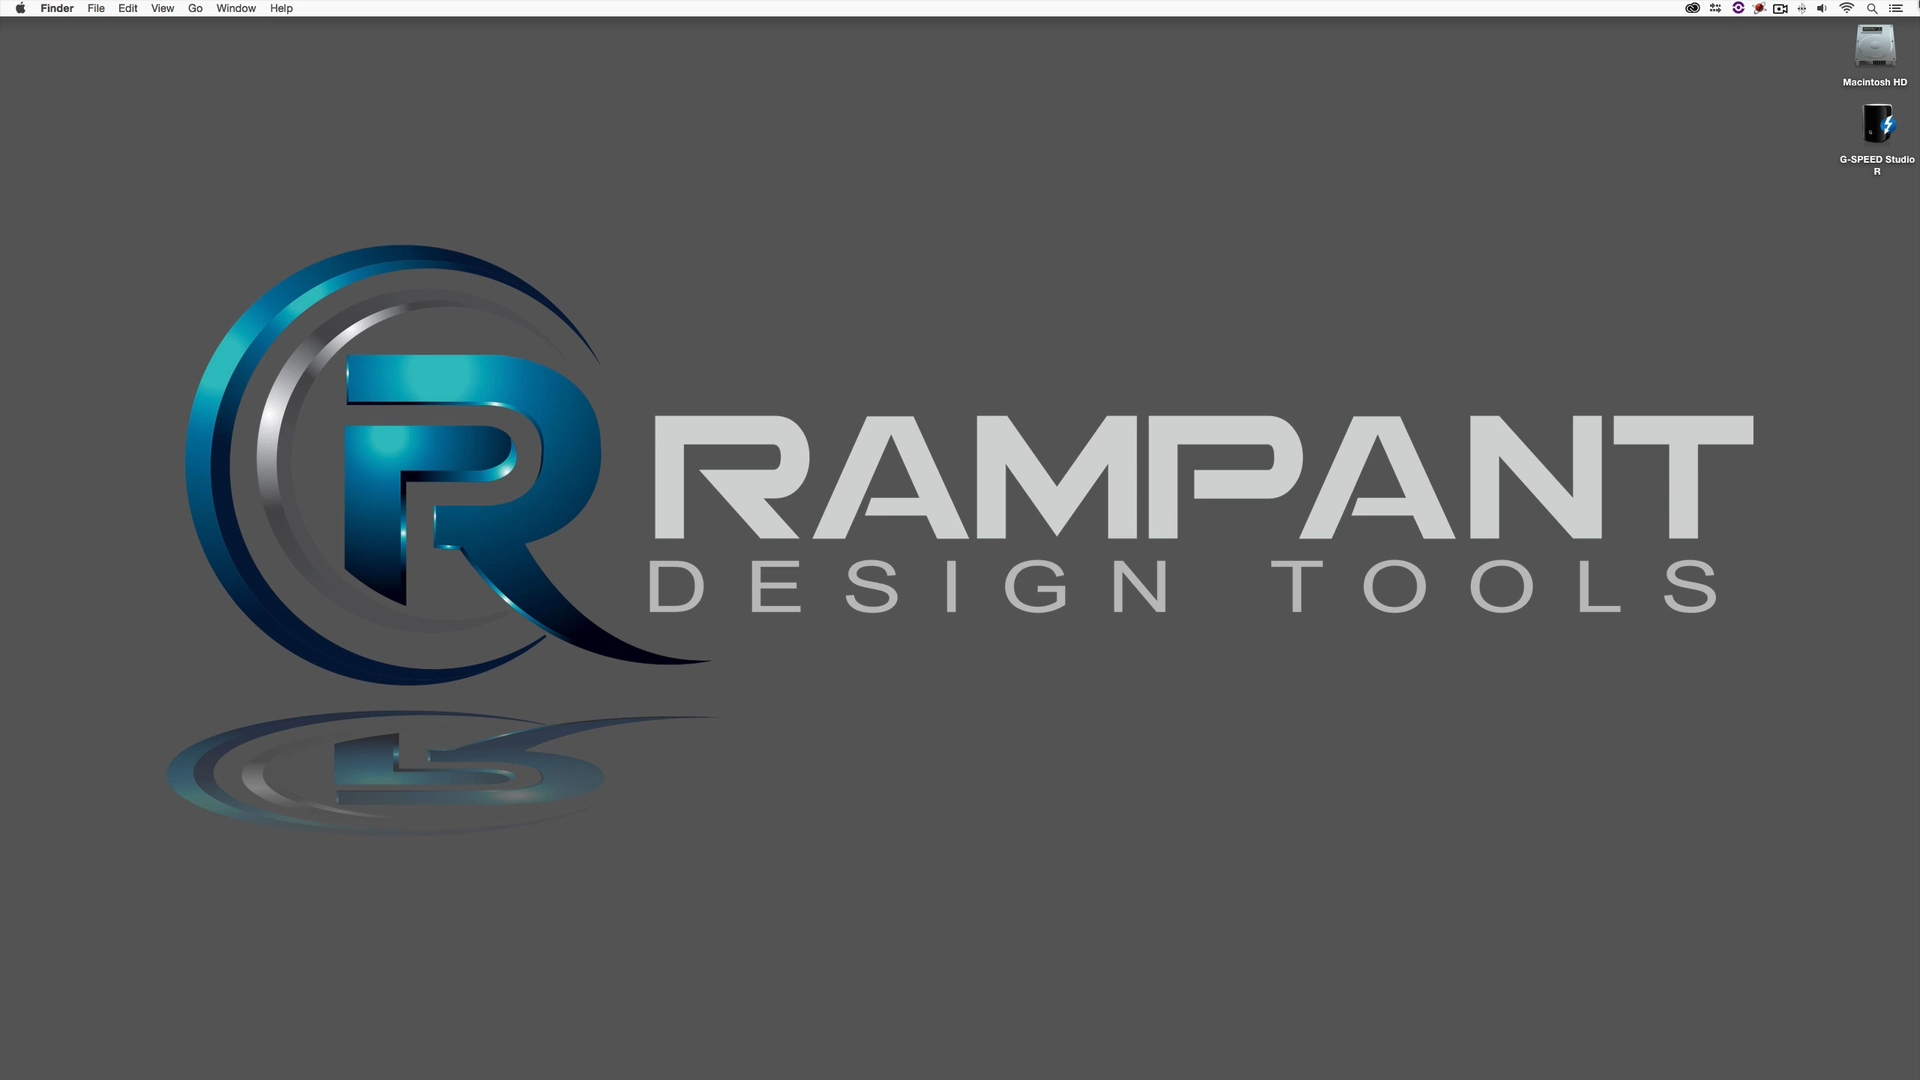 Finder File Edit View Go Window Help
Macintosh HD
G-SPEED Studio
R
RAMPANT
DESIGN TOOLS